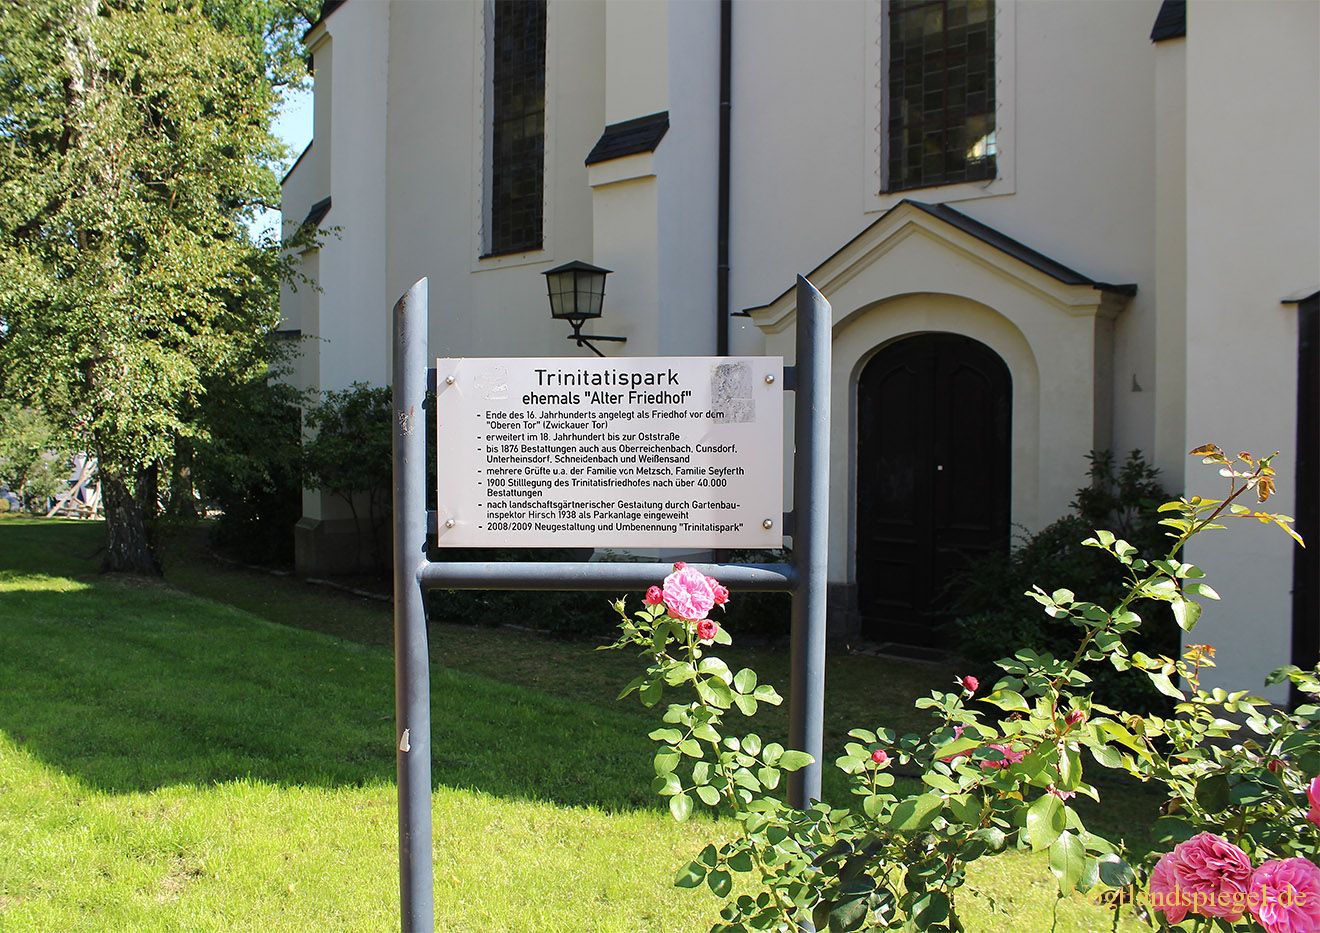 Trinitatispark
ehemals "Alter Friedhof"
- Ende des 16. Jahrhunderts angelegt als Friedhof vor dem
"Oberen Tor" (Zwickauer Tor)
- erweitert im 18. Jahrhundert bis zur Oststraße
- bis 1876 Bestattungen auch aus Oberreichenbach, Cunsdorf,
Unterheinsdorf, Schneidenbach und Weißensand
- mehrere Grüfte u.a. der Familie von Metzsch, Familie Seyferth
- 1900 Stilllegung des Trinitatisfriedhofes nach über 40.000
Bestattungen
- nach landschaftsgärtnerischer Gestaltung durch Gartenbau-
inspektor Hirsch 1938 als Parkanlage eingeweiht
- 2008/2009 Neugestaltung und Umbenennung "Trinitatispark"
Vogtlandspiegel.de